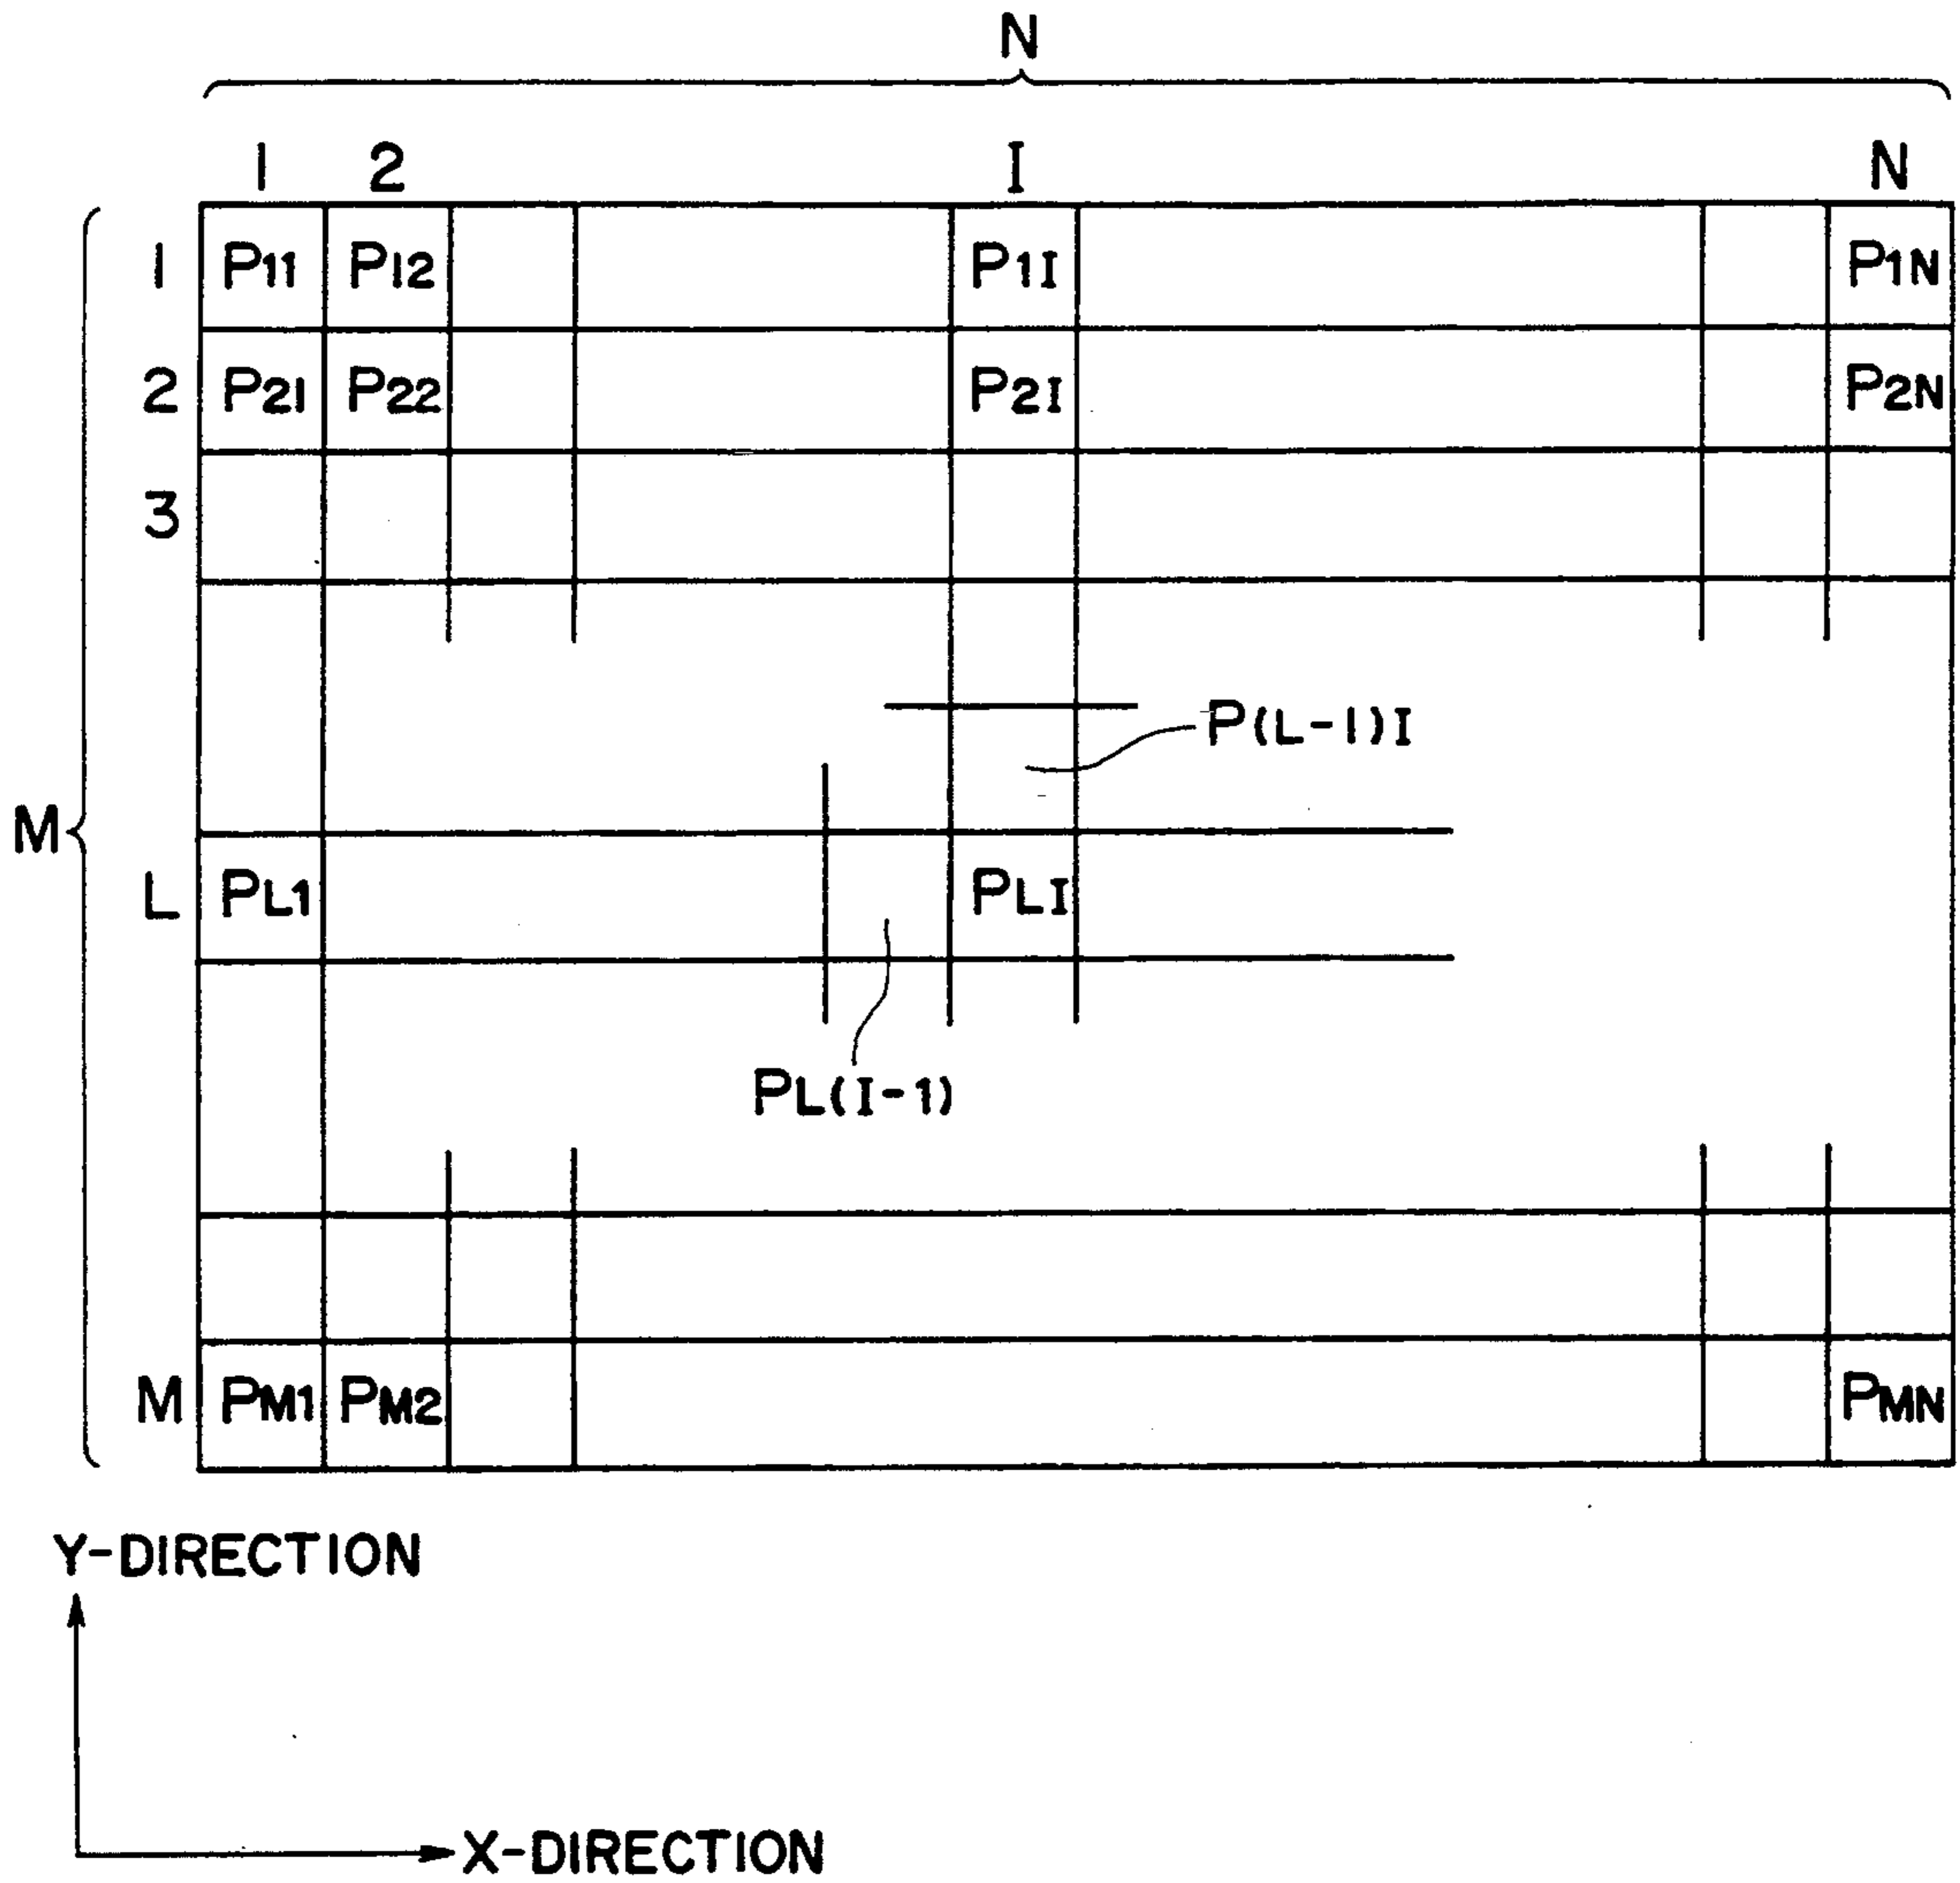 N
1 2 I N
1 P11 P12 P1I P1N
2 P21 P22 P2I P2N
3
P(L-1)I
M
L PL1 PLI
PL(I-1)
M PM1 PM2 PMN
Y-DIRECTION
X-DIRECTION